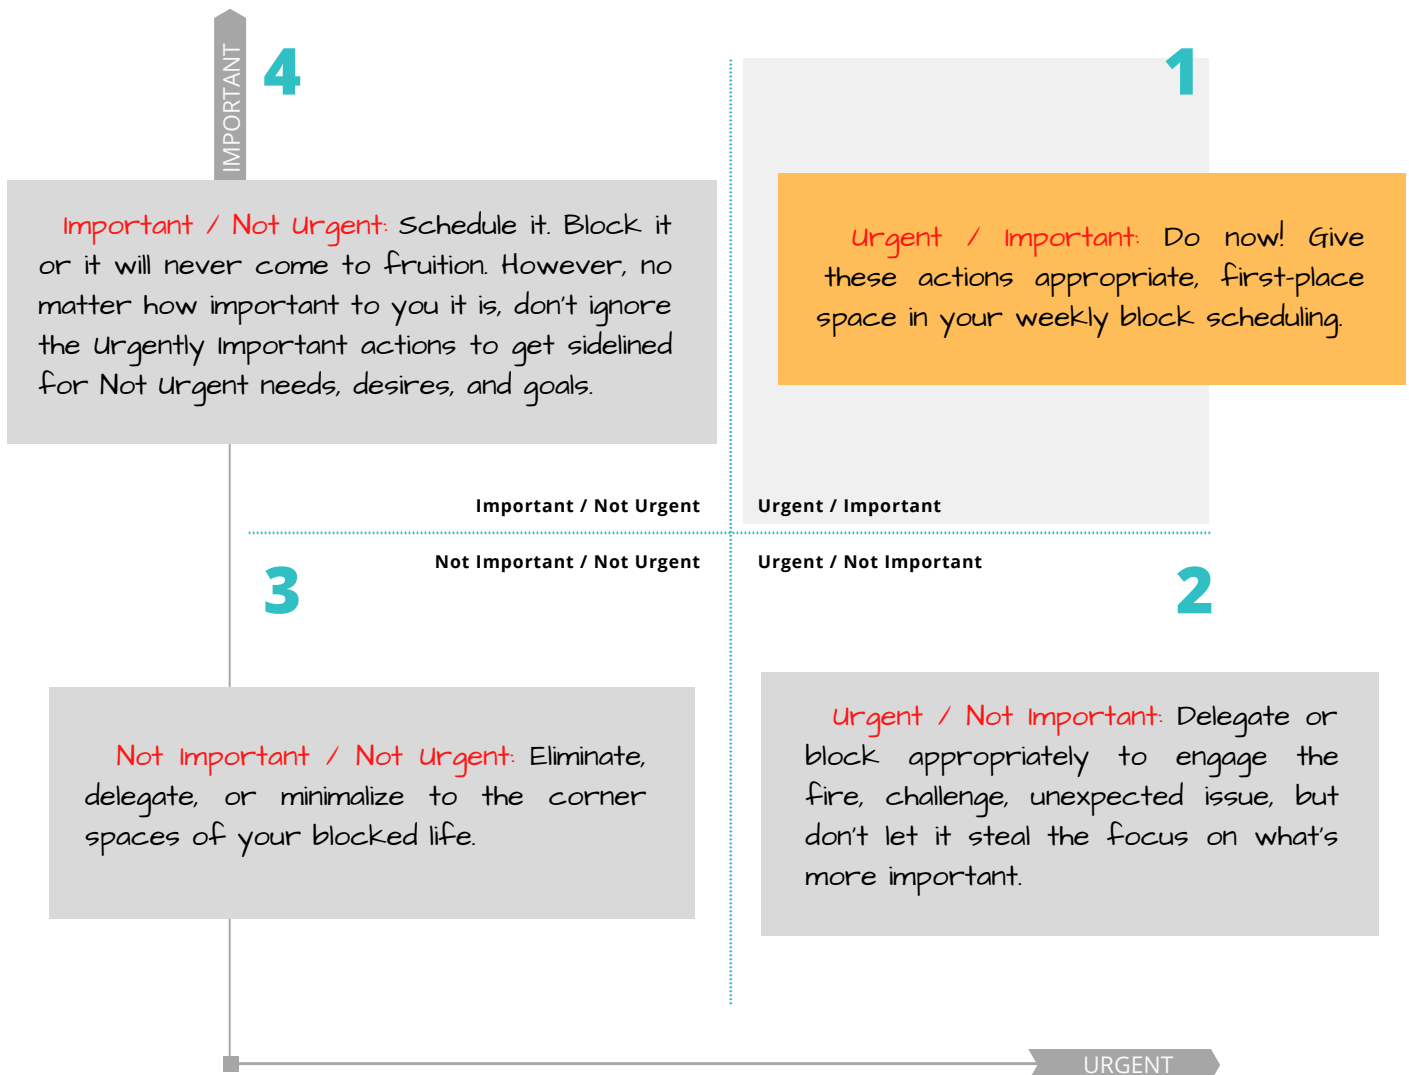 IMPORTANT
4
1
Important / Not Urgent: Schedule it. Block it
or it will never come to fruition. However, no
matter how important to you it is, don't ignore
the Urgently Important actions to get sidelined
for Not Urgent needs, desires, and goals.
Urgent / Important: Do now! Give
these actions appropriate, first-place
space in your weekly block scheduling.
Important / Not Urgent
Urgent / Important
Not Important / Not Urgent
Urgent / Not Important
3
2
Not Important / Not Urgent: Eliminate,
delegate, or minimalize to the corner
spaces of your blocked life.
Urgent / Not Important: Delegate or
block appropriately to engage the
fire, challenge, unexpected issue, but
don't let it steal the focus on what's
more important.
URGENT